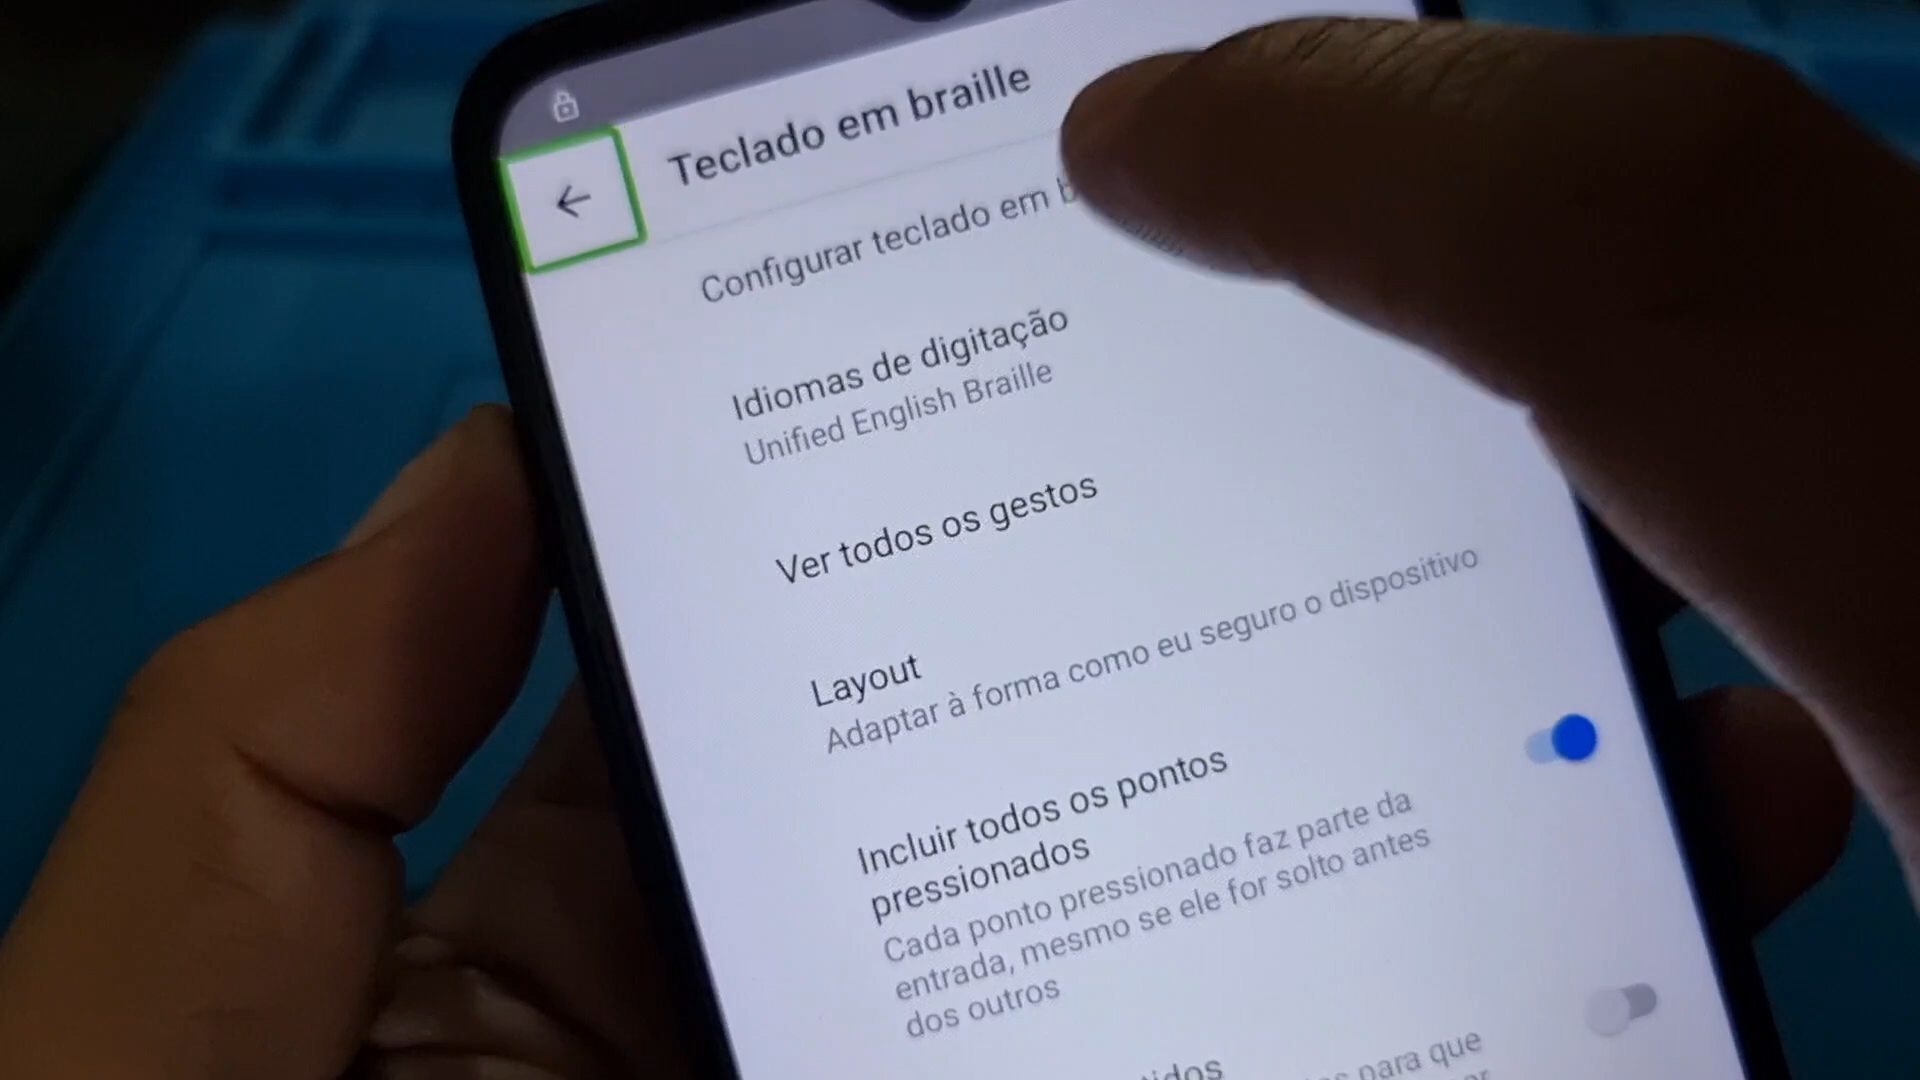 Teclado em braille
Configurar teclado em
Idiomas de digitação
Unified English Braille
Ver todos os gestos
Layout
Adaptar à forma como eu seguro o dispositivo
Incluir todos os pontos
pressionados
Cada ponto pressionado faz parte da
entrada, mesmo se ele for solto antes
dos outros
para que